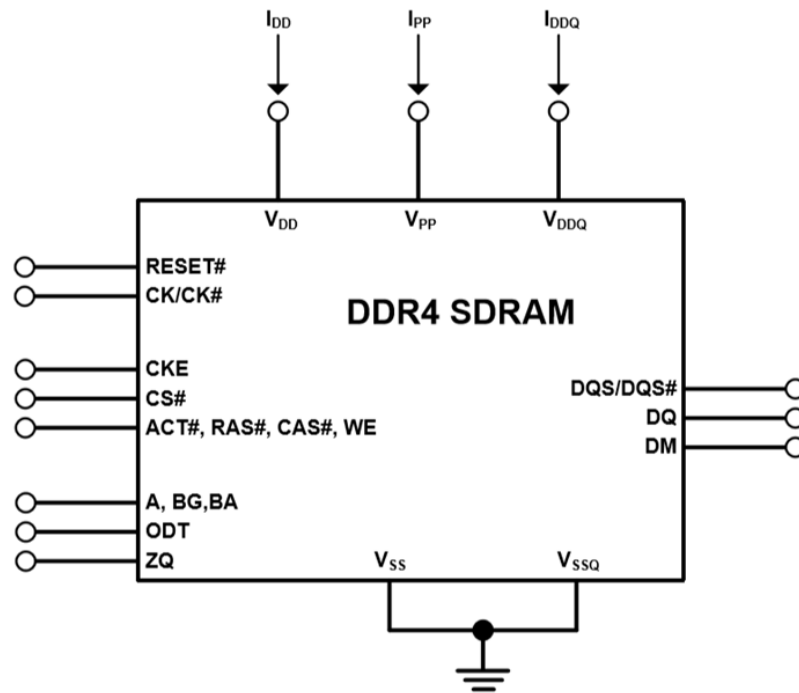 IDD IPP IDDQ
VDD VPP VDDQ
RESET#
CK/CK#
DDR4 SDRAM
CKE
CS#
ACT#, RAS#, CAS#, WE
DQS/DQS#
DQ
DM
A, BG,BA
ODT
ZQ
VSS VSSQ